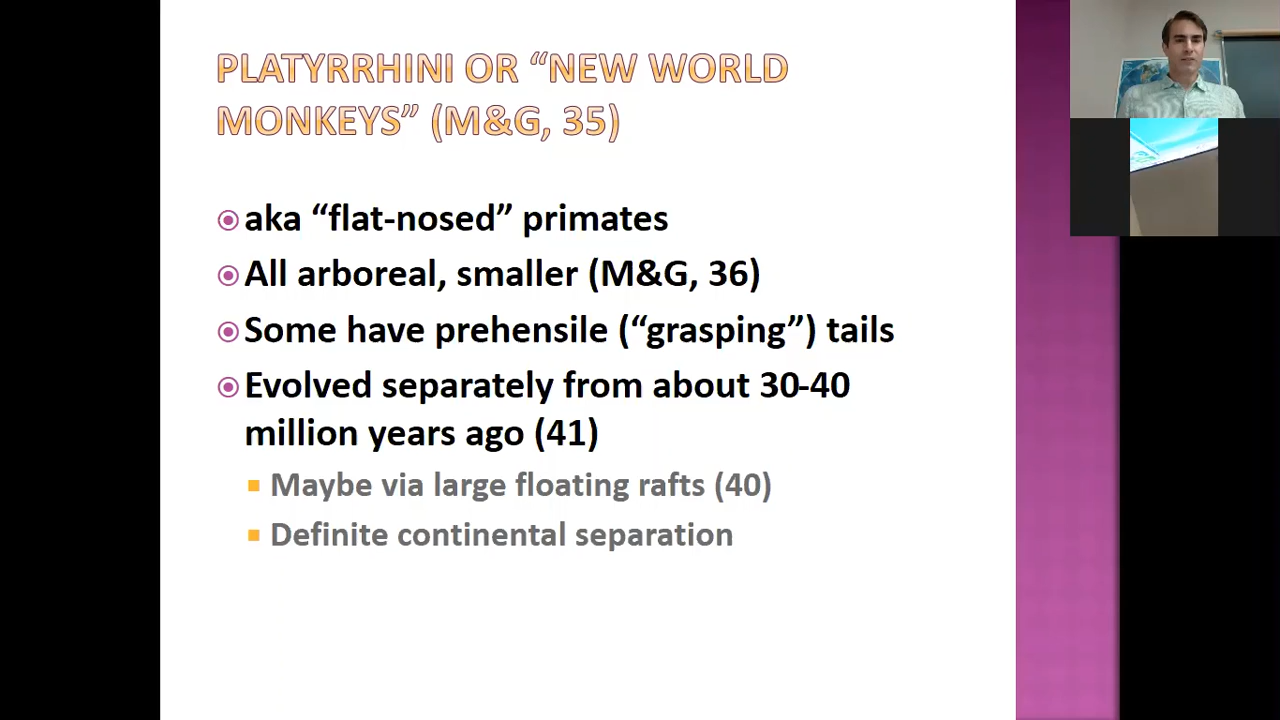 PLATYRRHINI OR “NEW WORLD
MONKEYS” (M&G, 35)
aka “flat-nosed” primates
All arboreal, smaller (M&G, 36)
Some have prehensile (“grasping”) tails
Evolved separately from about 30-40
million years ago (41)
Maybe via large floating rafts (40)
Definite continental separation